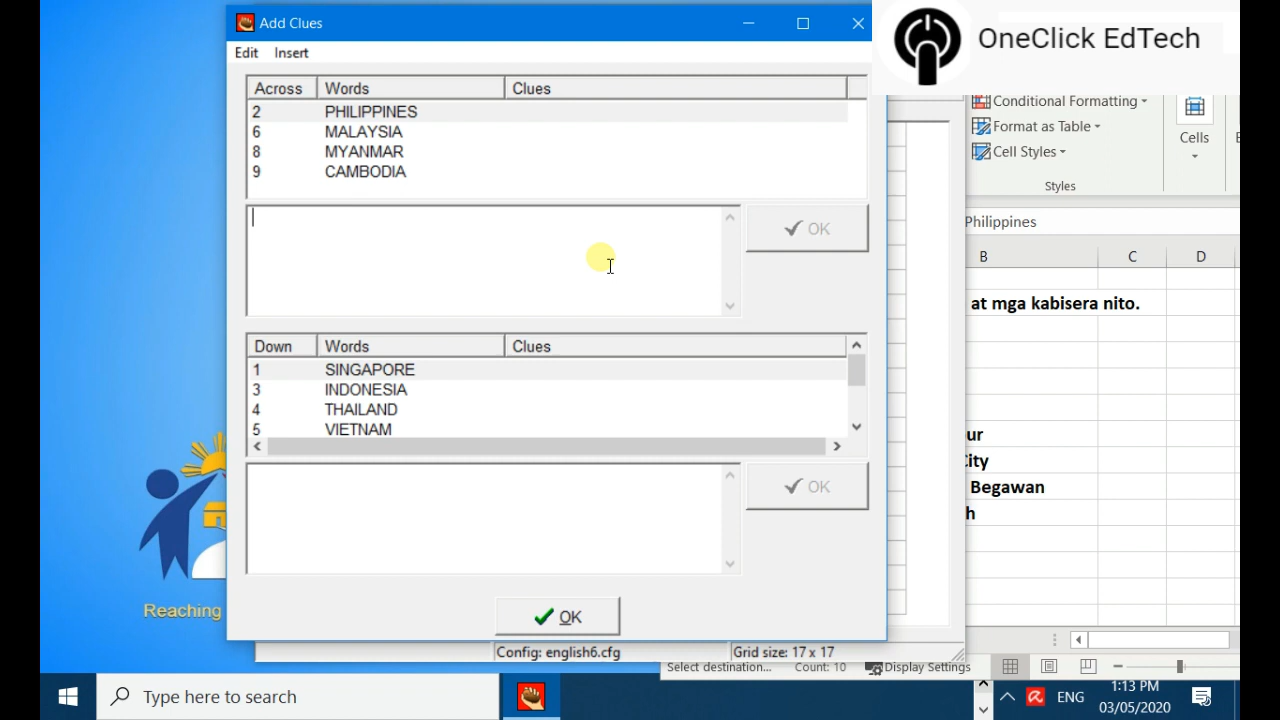 Add Clues
OneClick EdTech
Edit Insert
Across Words Clues
2 PHILIPPINES
6 MALAYSIA
8 MYANMAR
9 CAMBODIA
OK
Down Words Clues
1 SINGAPORE
3 INDONESIA
4 THAILAND
5 VIETNAM
OK
OK
Conditional Formatting
Format as Table
Cell Styles
Cells
Styles
Philippines
B C D
at mga kabisera nito.
ur
City
Begawan
h
Reaching
Config: english6.cfg Grid size: 17 x 17
Select destination... Count: 10 Display Settings
Type here to search
ENG
1:13 PM
03/05/2020